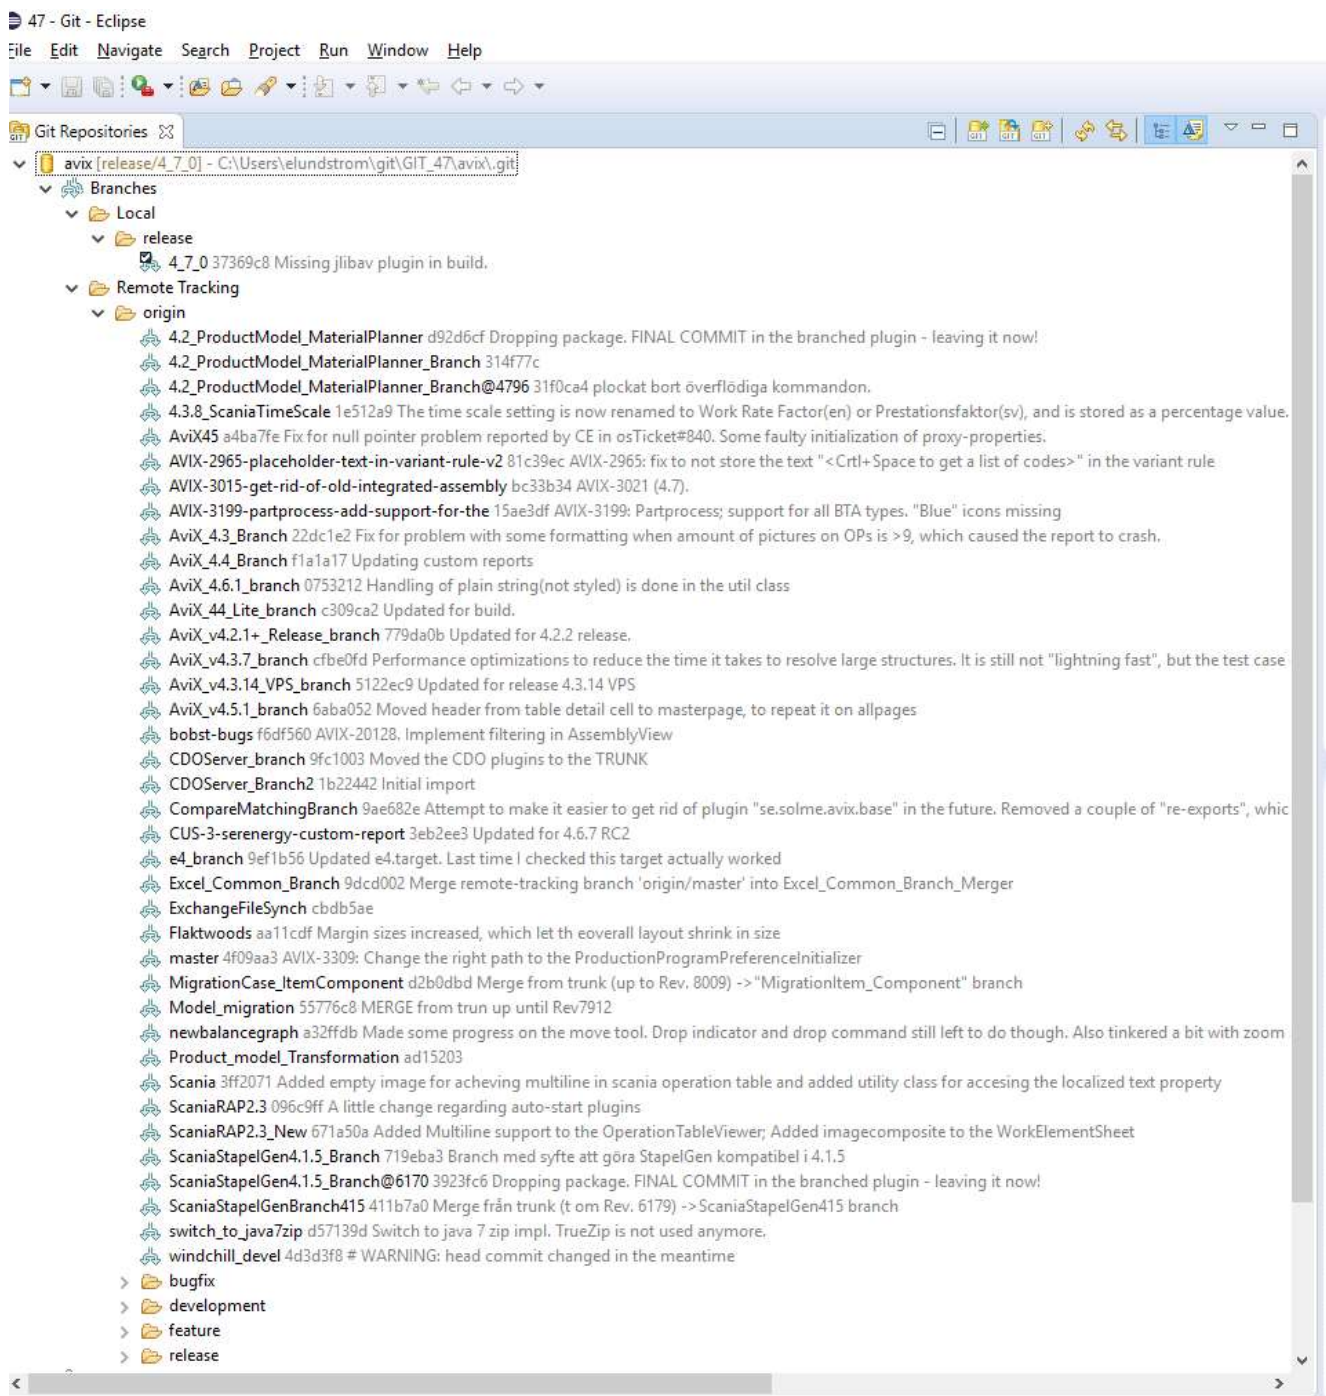 47 - Git - Eclipse
File Edit Navigate Search Project Run Window Help
Git Repositories
avix [release/4_7_0] - C:\Users\elundstrom\git\GIT_47\avix\.git
Branches
Local
release
4_7_0 37369c8 Missing jlibav plugin in build.
Remote Tracking
origin
4.2_ProductModel_MaterialPlanner d92d6cf Dropping package. FINAL COMMIT in the branched plugin - leaving it now!
4.2_ProductModel_MaterialPlanner_Branch 314f77c
4.2_ProductModel_MaterialPlanner_Branch@4796 31f0ca4 plockat bort överflödiga kommandon.
4.3.8_ScaniaTimeScale 1e512a9 The time scale setting is now renamed to Work Rate Factor(en) or Prestationsfaktor(sv), and is stored as a percentage value.
AviX45 a4ba7fe Fix for null pointer problem reported by CE in osTicket#840. Some faulty initialization of proxy-properties.
AVIX-2965-placeholder-text-in-variant-rule-v2 81c39ec AVIX-2965: fix to not store the text "<Crtl+Space to get a list of codes>" in the variant rule
AVIX-3015-get-rid-of-old-integrated-assembly bc33b34 AVIX-3021 (4.7).
AVIX-3199-partprocess-add-support-for-the 15ae3df AVIX-3199: Partprocess; support for all BTA types. "Blue" icons missing
AviX_4.3_Branch 22dc1e2 Fix for problem with some formatting when amount of pictures on OPs is >9, which caused the report to crash.
AviX_4.4_Branch f1a1a17 Updating custom reports
AviX_4.6.1_branch 0753212 Handling of plain string(not styled) is done in the util class
AviX_44_Lite_branch c309ca2 Updated for build.
AviX_v4.2.1+_Release_branch 779da0b Updated for 4.2.2 release.
AviX_v4.3.7_branch cfbe0fd Performance optimizations to reduce the time it takes to resolve large structures. It is still not "lightning fast", but the test case
AviX_v4.3.14_VPS_branch 5122ec9 Updated for release 4.3.14 VPS
AviX_v4.5.1_branch 6aba052 Moved header from table detail cell to masterpage, to repeat it on allpages
bobst-bugs f6df560 AVIX-20128. Implement filtering in AssemblyView
CDOServer_branch 9fc1003 Moved the CDO plugins to the TRUNK
CDOServer_Branch2 1b22442 Initial import
CompareMatchingBranch 9ae682e Attempt to make it easier to get rid of plugin "se.solme.avix.base" in the future. Removed a couple of "re-exports", whic
CUS-3-serenergy-custom-report 3eb2ee3 Updated for 4.6.7 RC2
e4_branch 9ef1b56 Updated e4.target. Last time I checked this target actually worked
Excel_Common_Branch 9dcd002 Merge remote-tracking branch 'origin/master' into Excel_Common_Branch_Merger
ExchangeFileSynch cbdb5ae
Flaktwoods aa11cdf Margin sizes increased, which let th eoverall layout shrink in size
master 4f09aa3 AVIX-3309: Change the right path to the ProductionProgramPreferenceInitializer
MigrationCase_ItemComponent d2b0dbd Merge from trunk (up to Rev. 8009) ->"MigrationItem_Component" branch
Model_migration 55776c8 MERGE from trun up until Rev7912
newbalancegraph a32ffdb Made some progress on the move tool. Drop indicator and drop command still left to do though. Also tinkered a bit with zoom
Product_model_Transformation ad15203
Scania 3ff2071 Added empty image for acheving multiline in scania operation table and added utility class for accesing the localized text property
ScaniaRAP2.3 096c9ff A little change regarding auto-start plugins
ScaniaRAP2.3_New 671a50a Added Multiline support to the OperationTableViewer; Added imagecomposite to the WorkElementSheet
ScaniaStapelGen4.1.5_Branch 719eba3 Branch med syfte att göra StapelGen kompatibel i 4.1.5
ScaniaStapelGen4.1.5_Branch@6170 3923fc6 Dropping package. FINAL COMMIT in the branched plugin - leaving it now!
ScaniaStapelGenBranch415 411b7a0 Merge från trunk (t om Rev. 6179) ->ScaniaStapelGen415 branch
switch_to_java7zip d57139d Switch to java 7 zip impl. TrueZip is not used anymore.
windchill_devel 4d3d3f8 # WARNING: head commit changed in the meantime
bugfix
development
feature
release